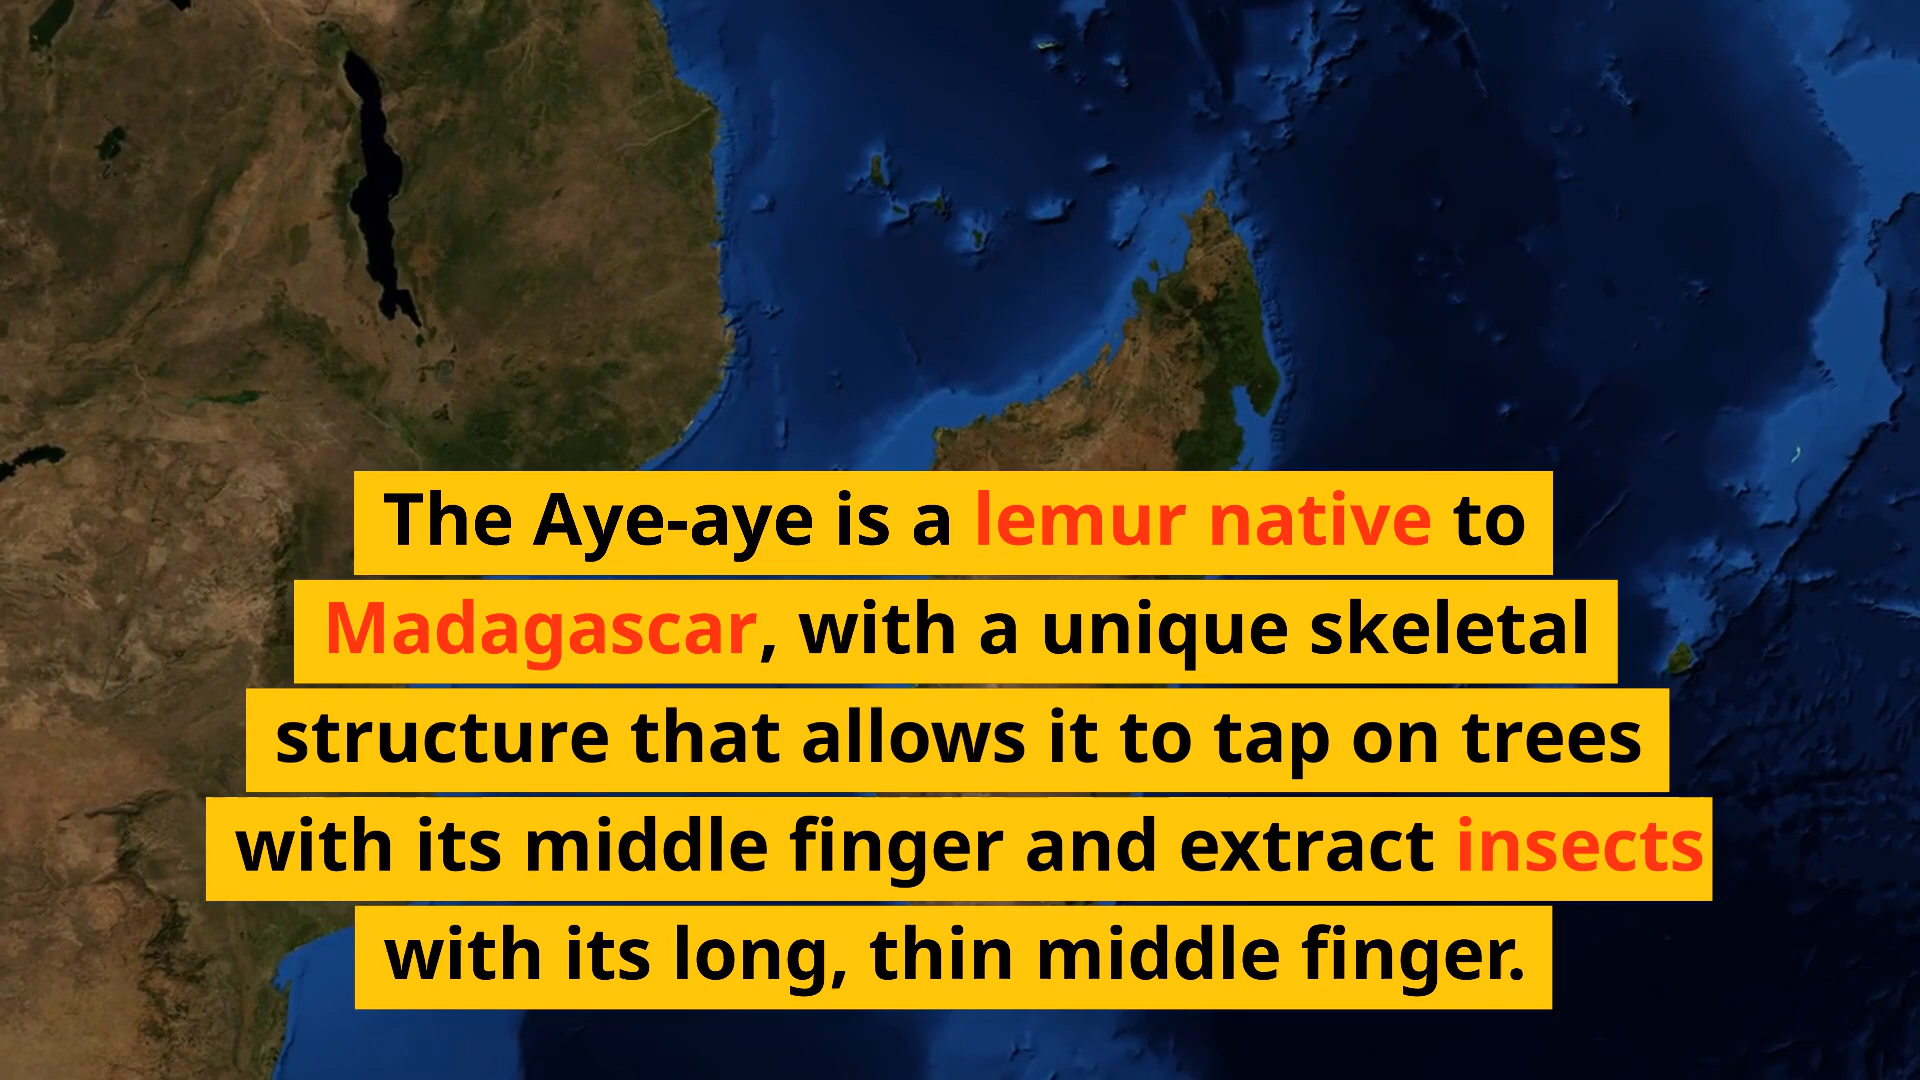 The Aye-aye is a lemur native to
Madagascar, with a unique skeletal
structure that allows it to tap on trees
with its middle finger and extract insects
with its long, thin middle finger.